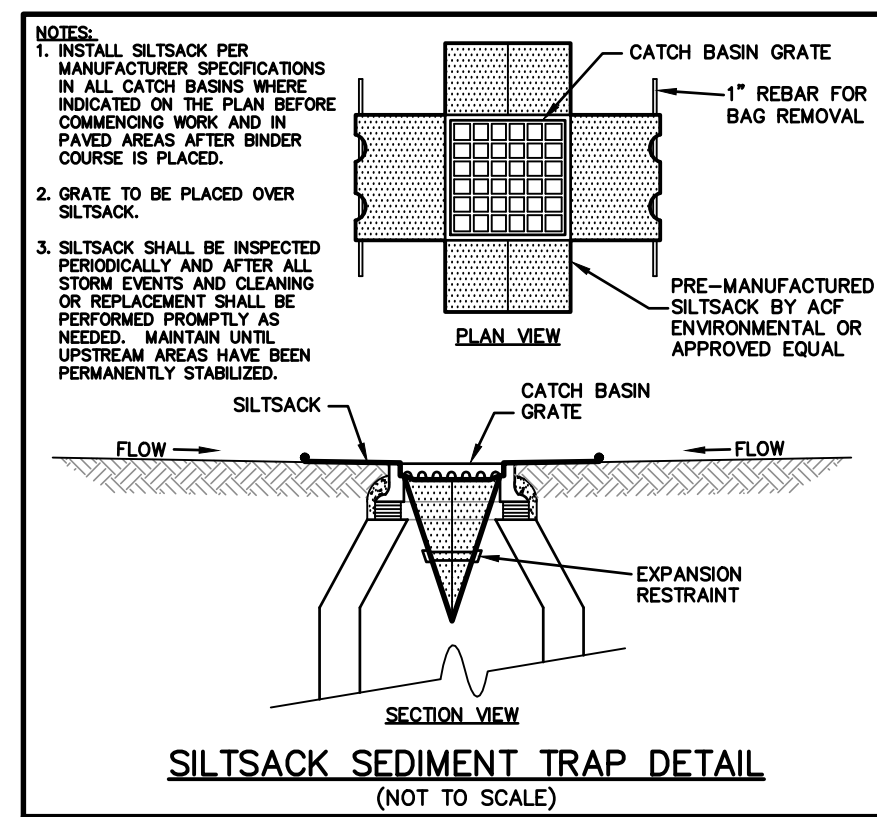 NOTES:
1. INSTALL SILTSACK PER
MANUFACTURER SPECIFICATIONS
IN ALL CATCH BASINS WHERE
INDICATED ON THE PLAN BEFORE
COMMENCING WORK AND IN
PAVED AREAS AFTER BINDER
COURSE IS PLACED.
2. GRATE TO BE PLACED OVER
SILTSACK.
3. SILTSACK SHALL BE INSPECTED
PERIODICALLY AND AFTER ALL
STORM EVENTS AND CLEANING
OR REPLACEMENT SHALL BE
PERFORMED PROMPTLY AS
NEEDED. MAINTAIN UNTIL
UPSTREAM AREAS HAVE BEEN
PERMANENTLY STABILIZED.
CATCH BASIN GRATE
1" REBAR FOR
BAG REMOVAL
PRE-MANUFACTURED
SILTSACK BY ACF
ENVIRONMENTAL OR
APPROVED EQUAL
PLAN VIEW
SILTSACK
CATCH BASIN
GRATE
FLOW
FLOW
EXPANSION
RESTRAINT
SECTION VIEW
SILTSACK SEDIMENT TRAP DETAIL
(NOT TO SCALE)